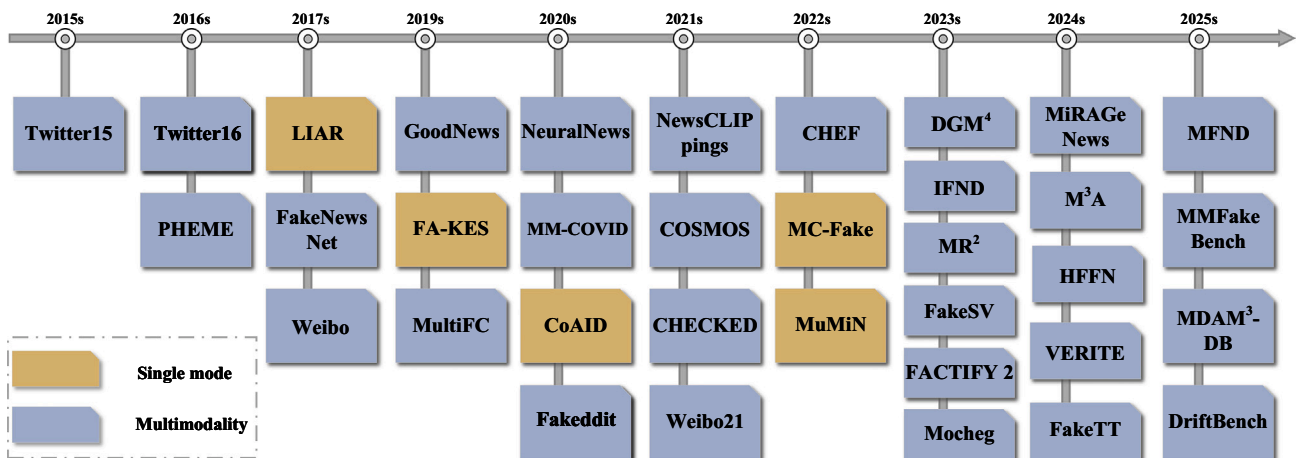 2015s
2016s
2017s
2019s
2020s
2021s
2022s
2023s
2024s
2025s
Twitter15
Twitter16
PHEME
LIAR
FakeNews
Net
Weibo
GoodNews
FA-KES
MultiFC
NeuralNews
MM-COVID
CoAID
Fakeddit
NewsCLIP
pings
COSMOS
CHECKED
Weibo21
CHEF
MC-Fake
MuMiN
DGM⁴
IFND
MR²
FakeSV
FACTIFY 2
Mocheg
MiRAGe
News
M³A
HFFN
VERITE
FakeTT
MFND
MMFake
Bench
MDAM³-
DB
DriftBench
Single mode
Multimodality